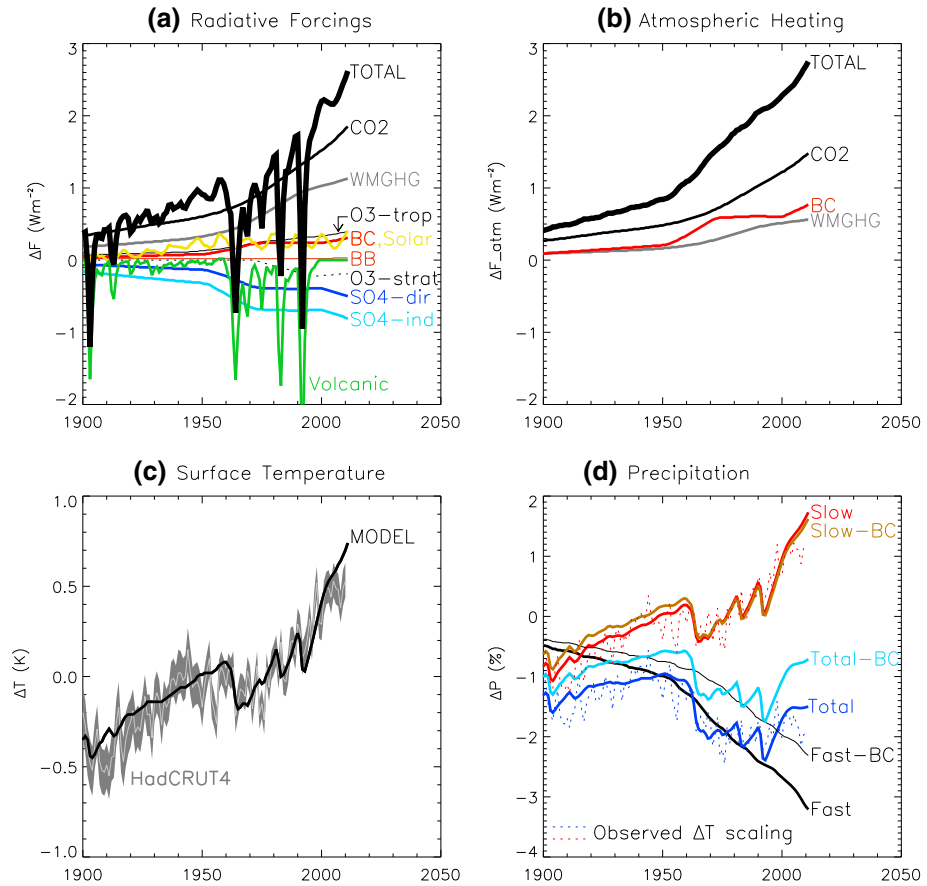 (a) Radiative Forcings
3
2
1
0
-1
-2
ΔF (Wm⁻²)
TOTAL
CO2
WMGHG
O3-trop
BC,Solar
BB
O3-strat
SO4-dir
SO4-ind
Volcanic
1900 1950 2000 2050
(b) Atmospheric Heating
3
2
1
0
-1
-2
ΔF_atm (Wm⁻²)
TOTAL
CO2
BC
WMGHG
1900 1950 2000 2050
(c) Surface Temperature
1.0
0.5
0.0
-0.5
-1.0
ΔT (K)
MODEL
HadCRUT4
1900 1950 2000 2050
(d) Precipitation
2
1
0
-1
-2
-3
-4
ΔP (%)
Slow
Slow-BC
Total-BC
Total
Fast-BC
Fast
Observed ΔT scaling
1900 1950 2000 2050